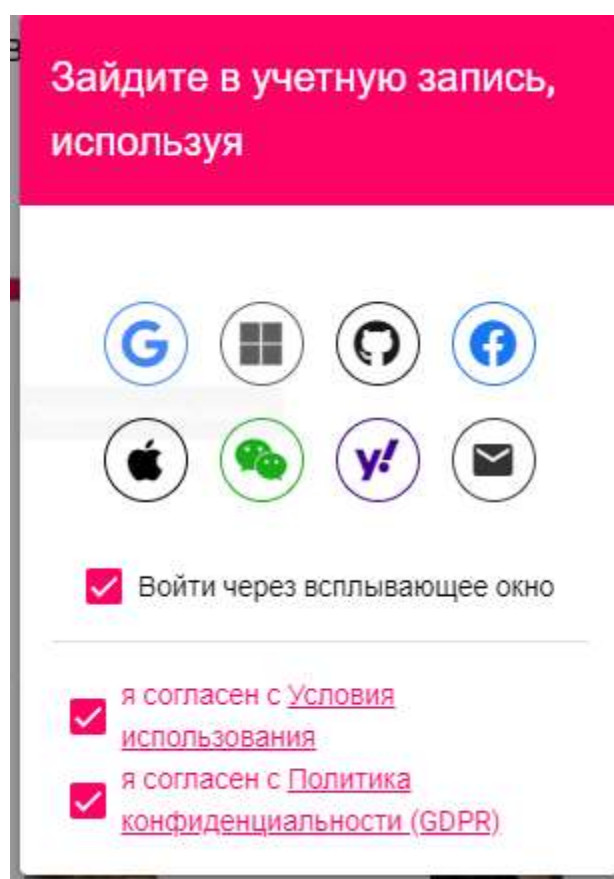 Зайдите в учетную запись,
используя
Войти через всплывающее окно
я согласен с Условия
использования
я согласен с Политика
конфиденциальности (GDPR)